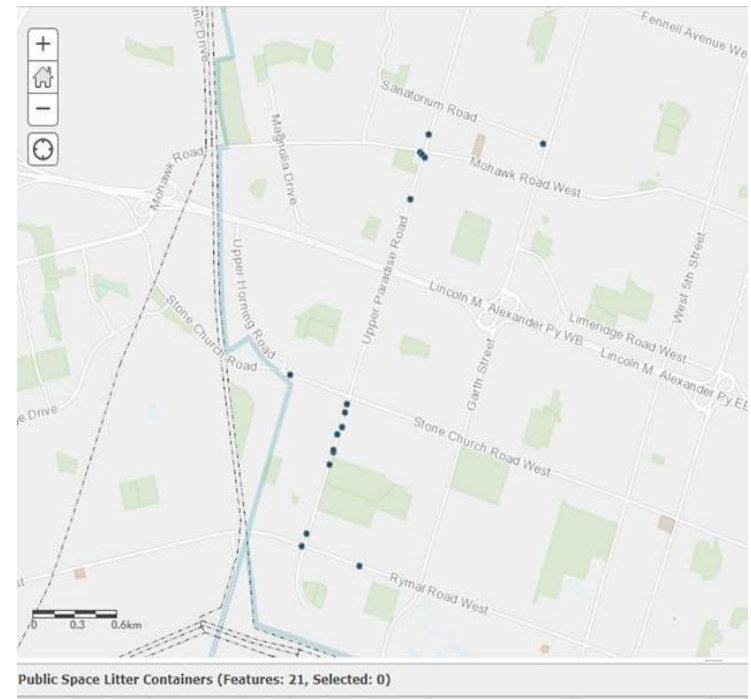 Fennell Avenue We
nic Drive
Sanatorium Road
Magnolia Drive
Mohawk Road
Mohawk Road West
Upper Paradise Road
West 5th Street
Upper Horning Road
Lincoln M. Alexander Py WB
Limeridge Road West
Stone Church Road
Lincoln M. Alexander Py EB
Garth Street
e Drive
Stone Church Road West
Rymal Road West
st
0 0.3 0.6km
Public Space Litter Containers (Features: 21, Selected: 0)